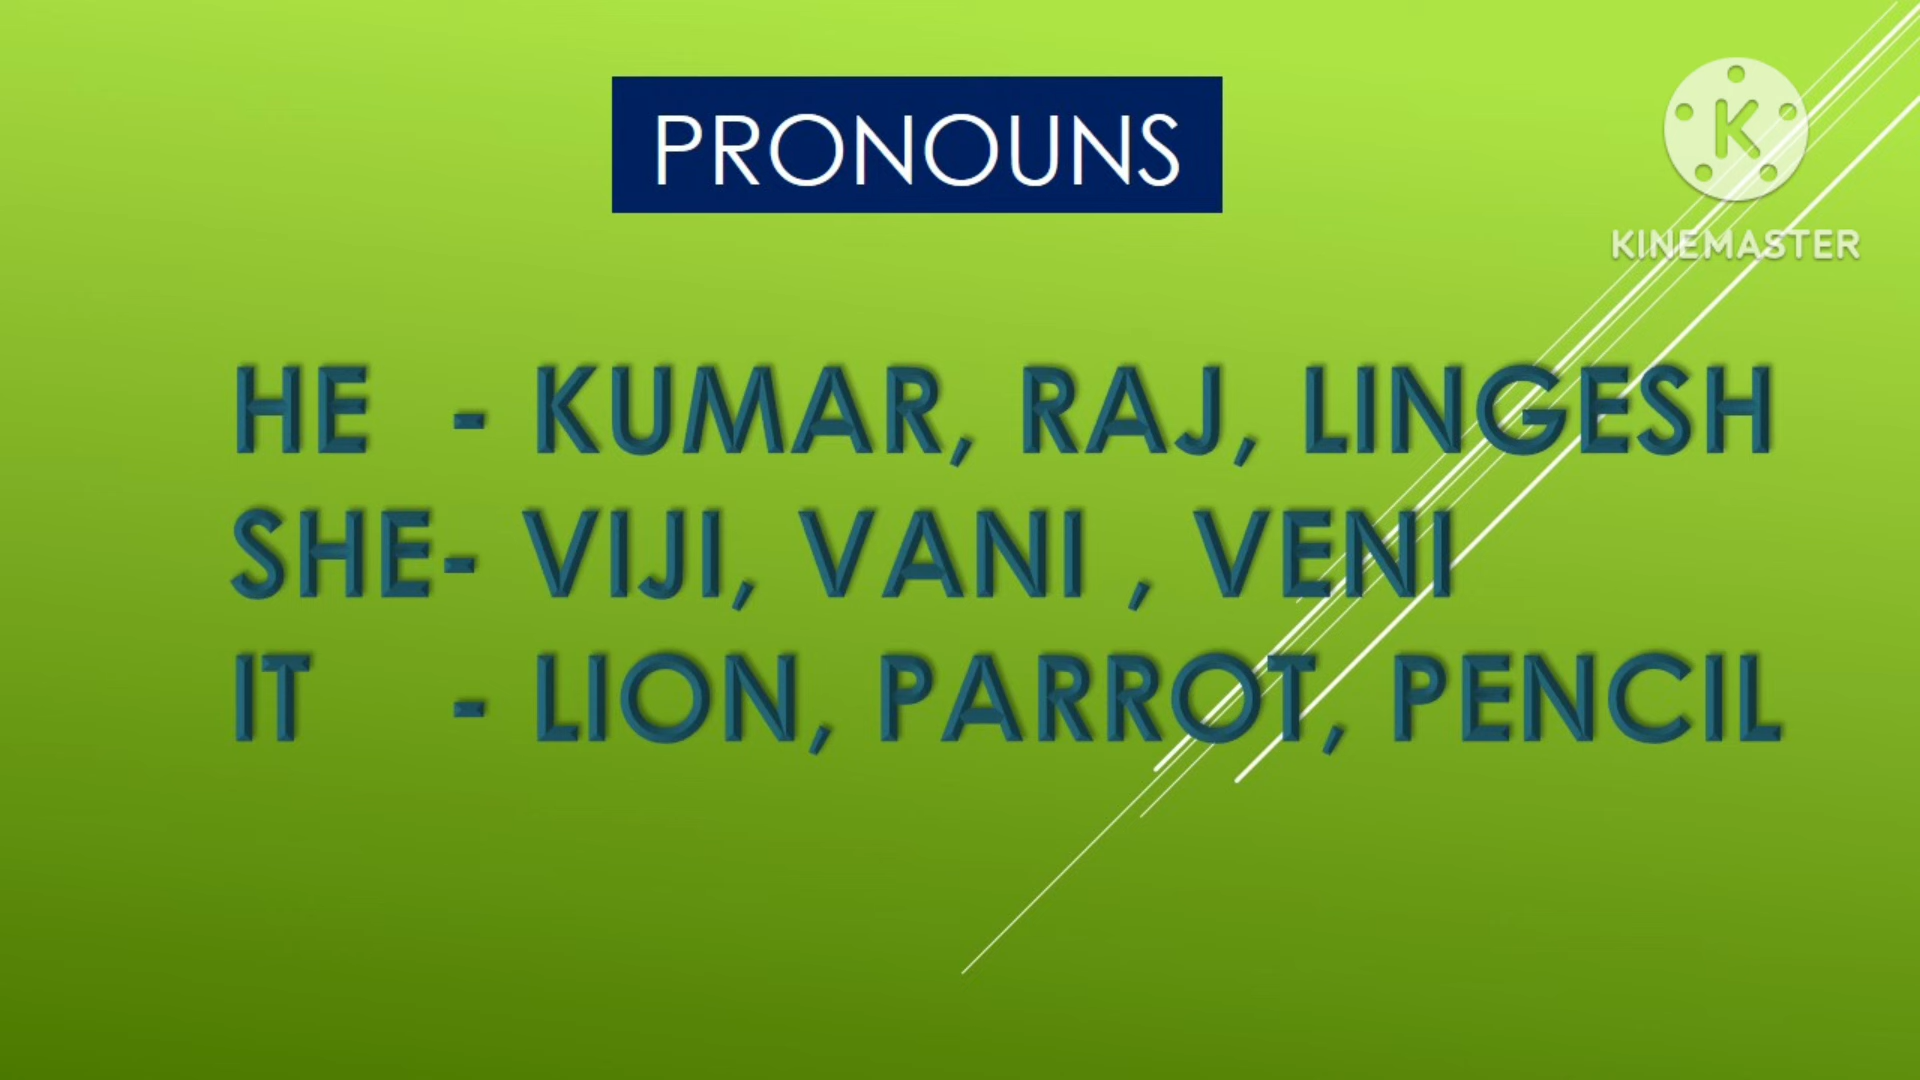 PRONOUNS
K
KINEMASTER
HE - KUMAR, RAJ, LINGESH
SHE- VIJI, VANI , VENI
IT - LION, PARROT, PENCIL